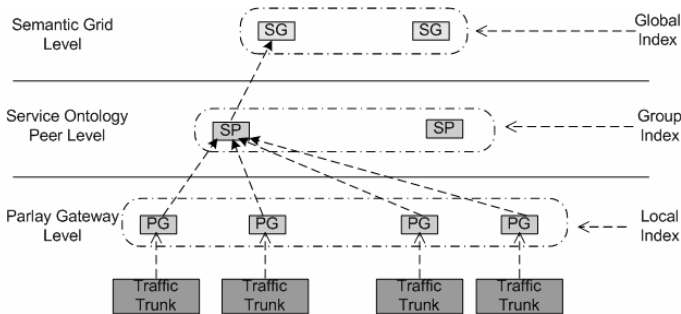 Semantic Grid
Level
SG
SG
Global
Index
Service Ontology
Peer Level
SP
SP
Group
Index
Parlay Gateway
Level
PG
PG
PG
PG
Local
Index
Traffic
Trunk
Traffic
Trunk
Traffic
Trunk
Traffic
Trunk